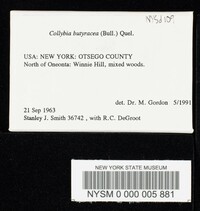 Collybia butyracea (Bull.) Quel.
USA: NEW YORK: OTSEGO COUNTY
North of Oneonta: Winnie Hill, mixed woods.
det. Dr. M. Gordon 5/1991
21 Sep 1963
Stanley J. Smith 36742 , with R.C. DeGroot
NEW YORK STATE MUSEUM
NYSM 0 000 005 881